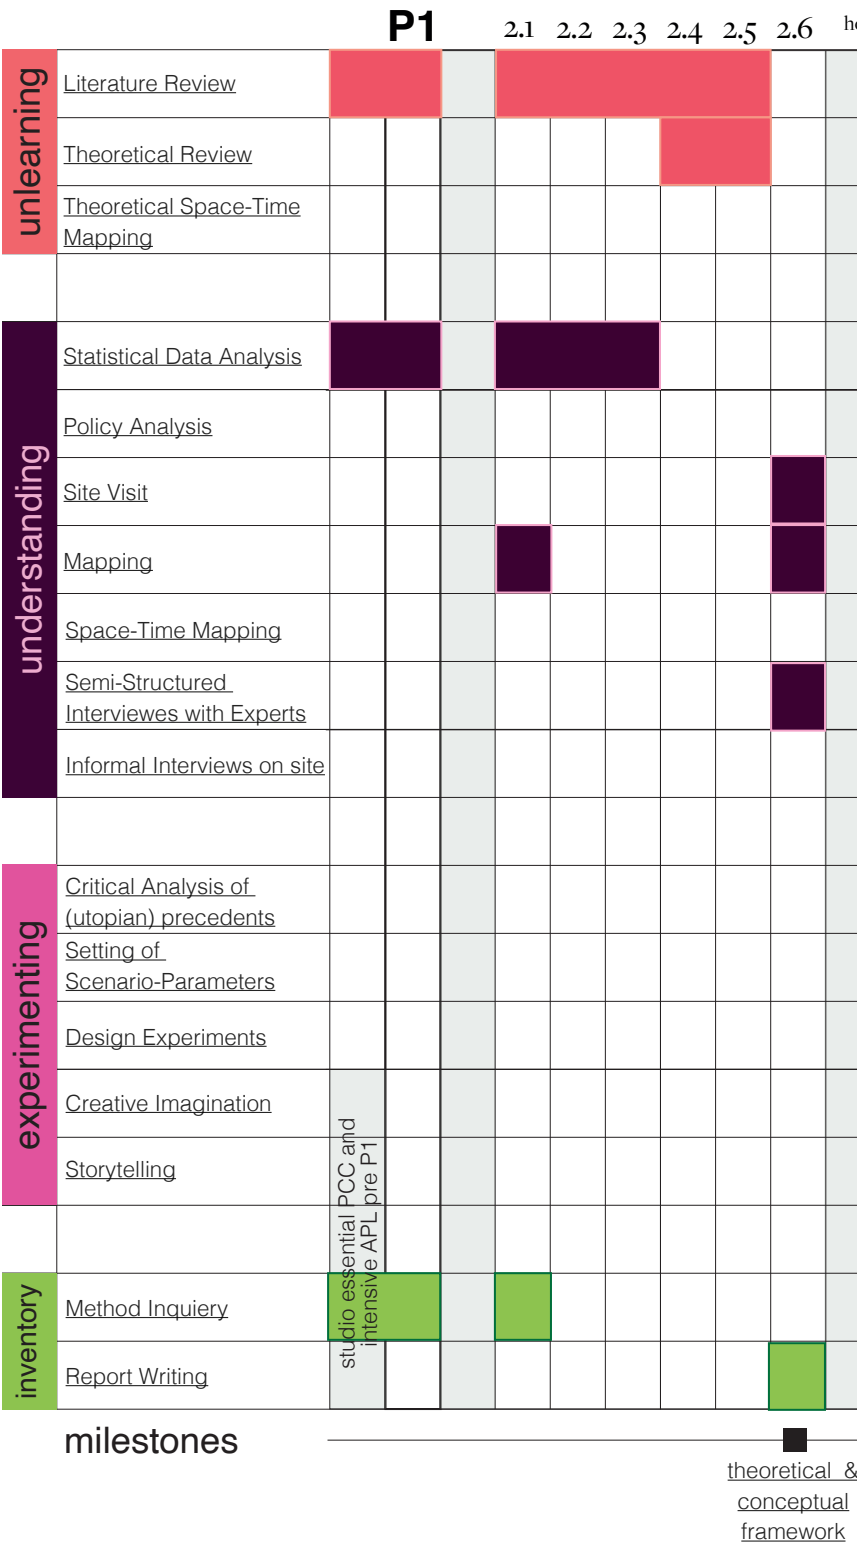 P1
2.1 2.2 2.3 2.4 2.5 2.6
unlearning
Literature Review
Theoretical Review
Theoretical Space-Time
Mapping
understanding
Statistical Data Analysis
Policy Analysis
Site Visit
Mapping
Space-Time Mapping
Semi-Structured
Interviewes with Experts
Informal Interviews on site
experimenting
Critical Analysis of
(utopian) precedents
Setting of
Scenario-Parameters
Design Experiments
Creative Imagination
Storytelling
studio essential PCC and
intensive APL pre P1
inventory
Method Inquiery
Report Writing
milestones
theoretical &
conceptual
framework